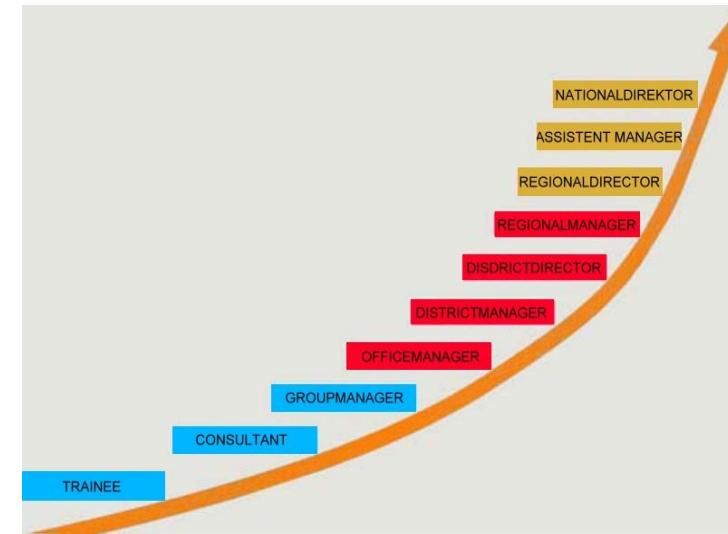 NATIONALDIREKTOR
ASSISTENT MANAGER
REGIONALDIRECTOR
REGIONALMANAGER
DISDRICTDIRECTOR
DISTRICTMANAGER
OFFICEMANAGER
GROUPMANAGER
CONSULTANT
TRAINEE